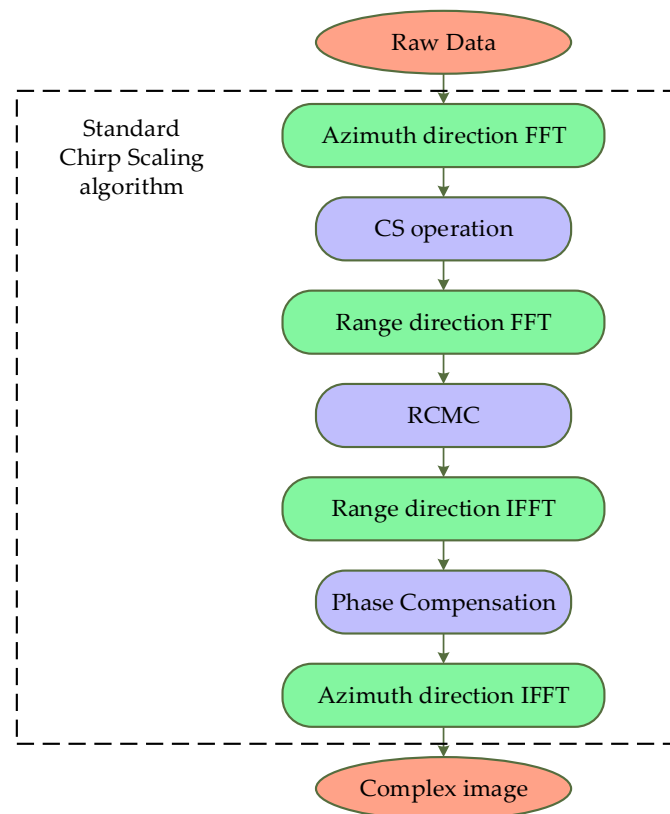 Raw Data
Standard
Chirp Scaling
algorithm
Azimuth direction FFT
CS operation
Range direction FFT
RCMC
Range direction IFFT
Phase Compensation
Azimuth direction IFFT
Complex image